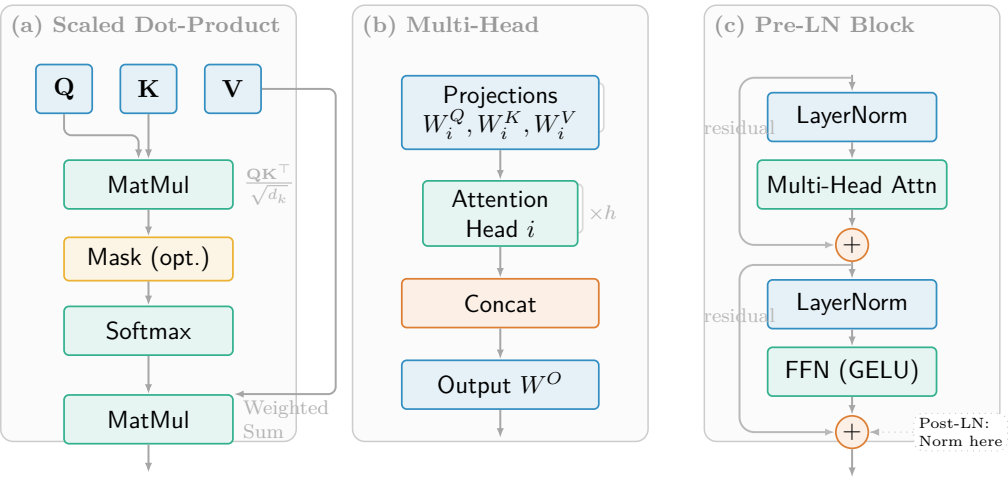 (a) Scaled Dot-Product
Q K V
MatMul
QK⊤
√dk
Mask (opt.)
Softmax
MatMul
Weighted
Sum
(b) Multi-Head
Projections
W_i^Q, W_i^K, W_i^V
Attention
Head i
×h
Concat
Output W^O
(c) Pre-LN Block
LayerNorm
residual
Multi-Head Attn
+
LayerNorm
residual
FFN (GELU)
+
Post-LN:
Norm here